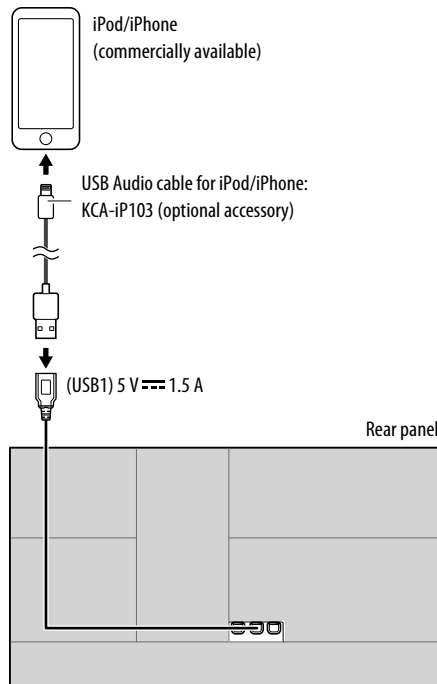 iPod/iPhone
(commercially available)
USB Audio cable for iPod/iPhone:
KCA-iP103 (optional accessory)
(USB1) 5 V ⎓ 1.5 A
Rear panel